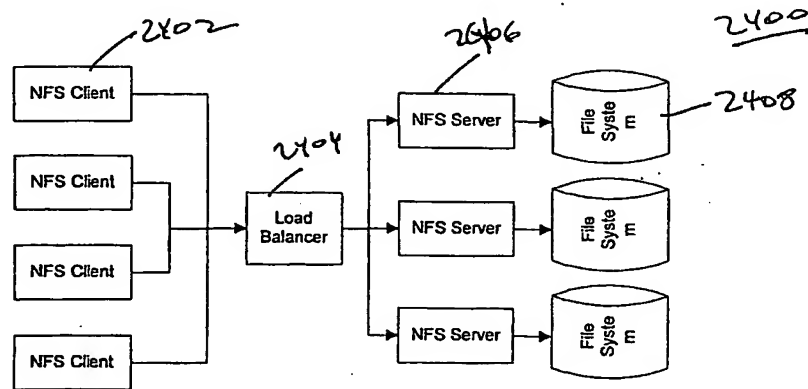 2402
2406
2400
NFS Client
NFS Server
File
Syste
m
2408
NFS Client
2404
Load
Balancer
NFS Server
File
Syste
m
NFS Client
NFS Client
NFS Server
File
Syste
m